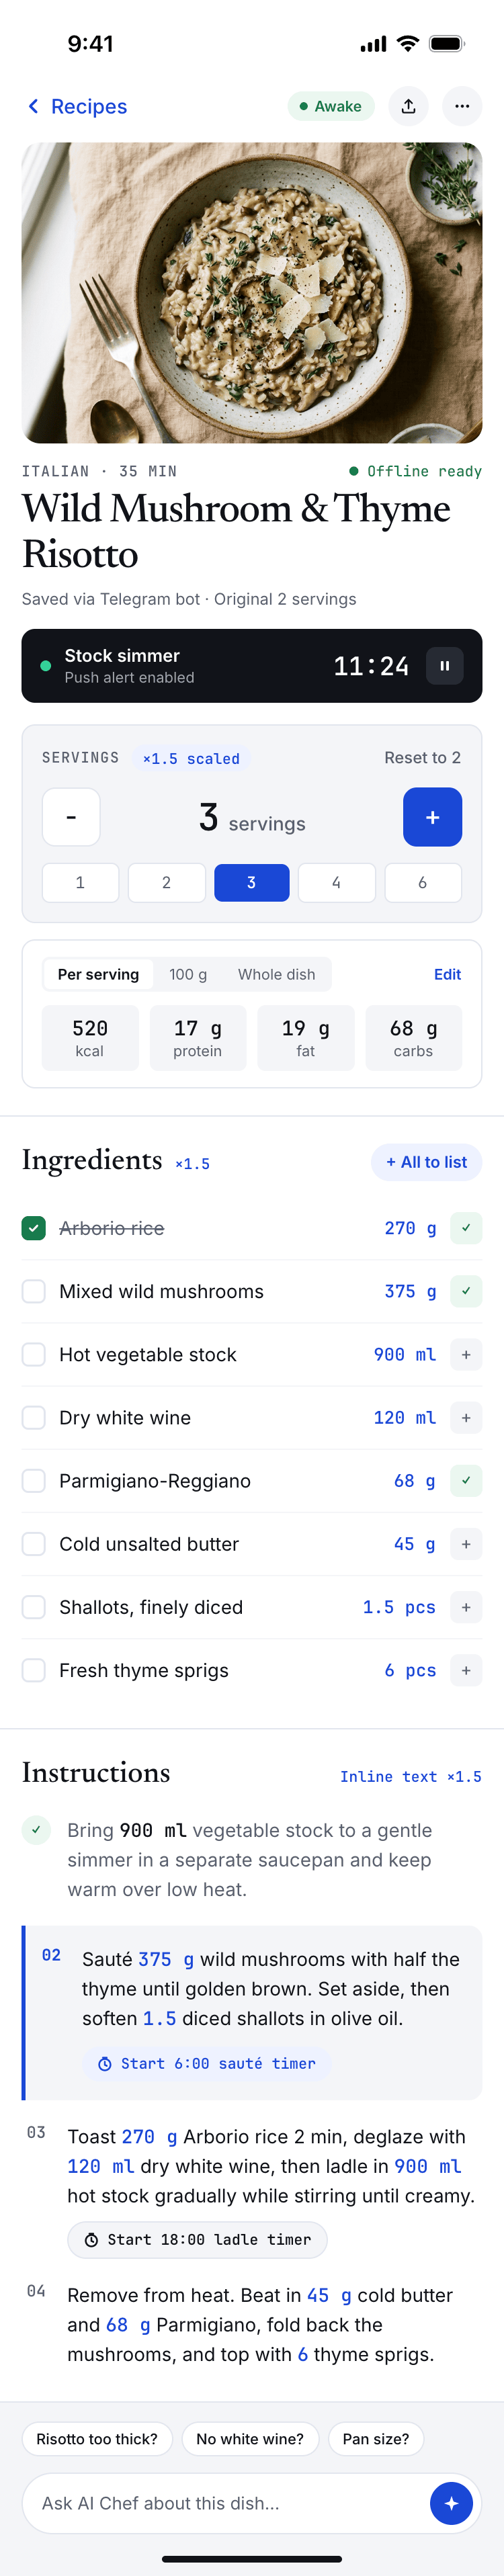 9:41
Recipes
Awake
ITALIAN · 35 MIN
Offline ready
Wild Mushroom & Thyme
Risotto
Saved via Telegram bot · Original 2 servings
Stock simmer
Push alert enabled
11:24
SERVINGS
×1.5 scaled
Reset to 2
-
3 servings
+
1
2
3
4
6
Per serving
100 g
Whole dish
Edit
520
kcal
17 g
protein
19 g
fat
68 g
carbs
Ingredients ×1.5
+ All to list
Arborio rice 270 g
Mixed wild mushrooms 375 g
Hot vegetable stock 900 ml +
Dry white wine 120 ml +
Parmigiano-Reggiano 68 g
Cold unsalted butter 45 g +
Shallots, finely diced 1.5 pcs +
Fresh thyme sprigs 6 pcs +
Instructions
Inline text ×1.5
Bring 900 ml vegetable stock to a gentle
simmer in a separate saucepan and keep
warm over low heat.
02
Sauté 375 g wild mushrooms with half the
thyme until golden brown. Set aside, then
soften 1.5 diced shallots in olive oil.
Start 6:00 sauté timer
03
Toast 270 g Arborio rice 2 min, deglaze with
120 ml dry white wine, then ladle in 900 ml
hot stock gradually while stirring until creamy.
Start 18:00 ladle timer
04
Remove from heat. Beat in 45 g cold butter
and 68 g Parmigiano, fold back the
mushrooms, and top with 6 thyme sprigs.
Risotto too thick?
No white wine?
Pan size?
Ask AI Chef about this dish...